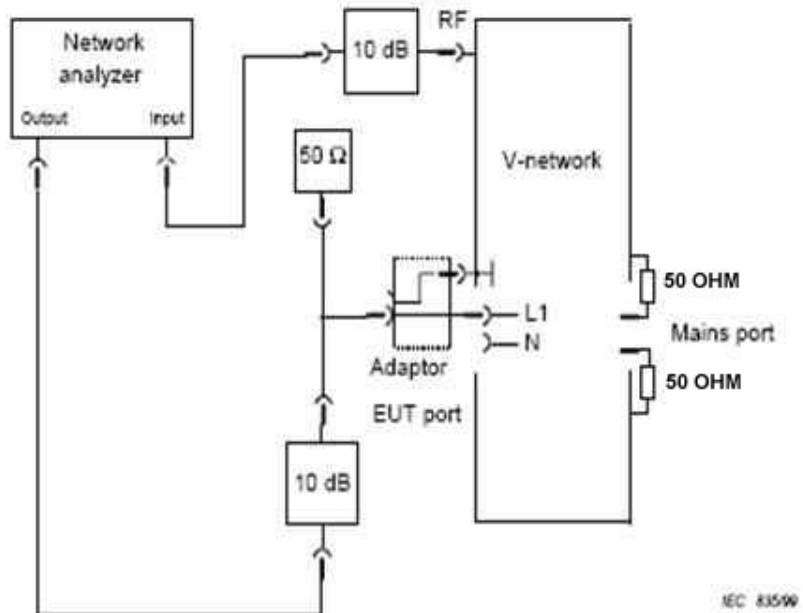 Network
analyzer
Output
Input
10 dB
RF
50 Ω
V-network
50 OHM
L1
N
Mains port
Adaptor
50 OHM
EUT port
10 dB
IEC 835/99